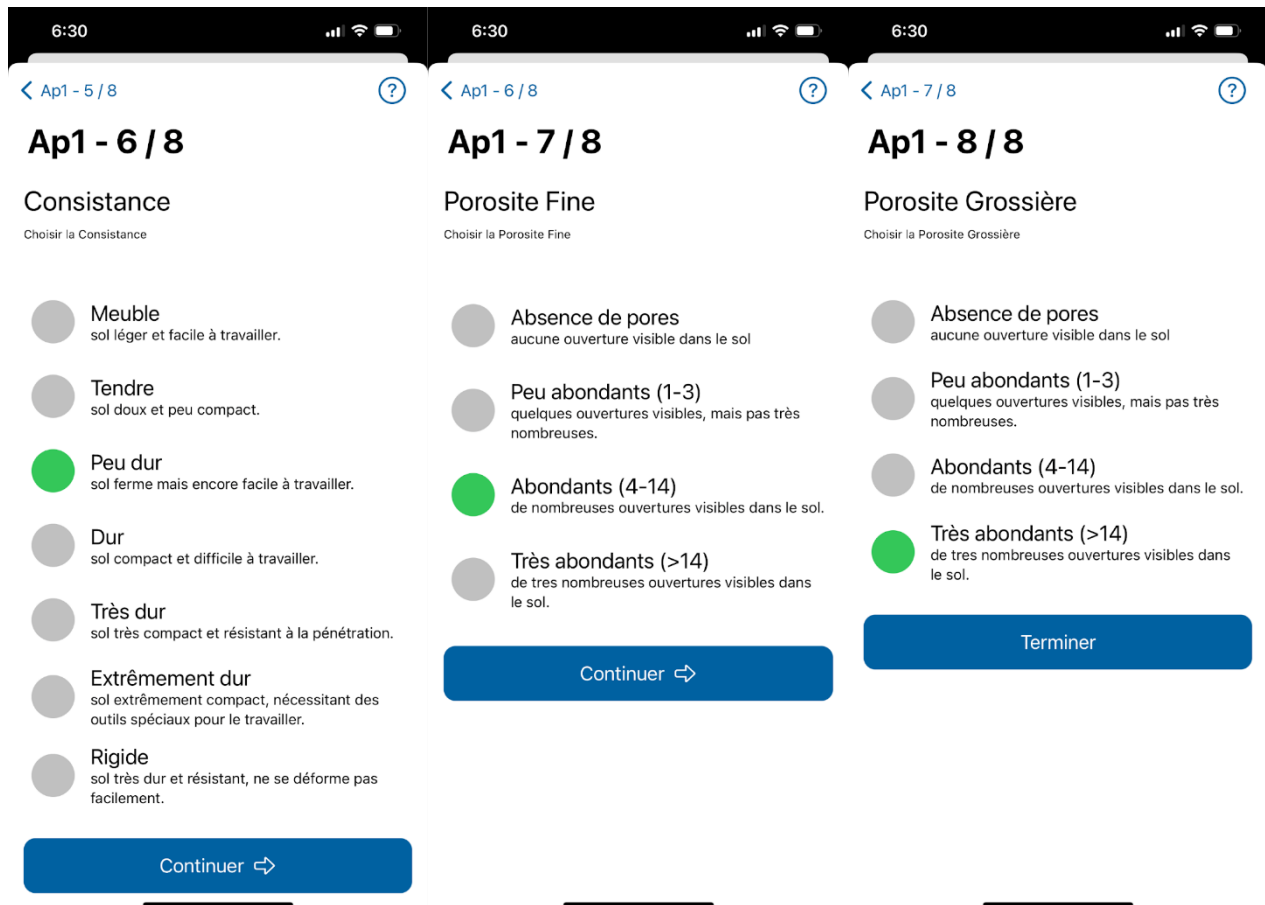 6:30
Ap1 - 5 / 8
?
Ap1 - 6 / 8
Consistance
Choisir la Consistance
Meuble
sol léger et facile à travailler.
Tendre
sol doux et peu compact.
Peu dur
sol ferme mais encore facile à travailler.
Dur
sol compact et difficile à travailler.
Très dur
sol très compact et résistant à la pénétration.
Extrêmement dur
sol extrêmement compact, nécessitant des
outils spéciaux pour le travailler.
Rigide
sol très dur et résistant, ne se déforme pas
facilement.
Continuer
6:30
Ap1 - 6 / 8
?
Ap1 - 7 / 8
Porosite Fine
Choisir la Porosite Fine
Absence de pores
aucune ouverture visible dans le sol
Peu abondants (1-3)
quelques ouvertures visibles, mais pas très
nombreuses.
Abondants (4-14)
de nombreuses ouvertures visibles dans le sol.
Très abondants (>14)
de tres nombreuses ouvertures visibles dans
le sol.
Continuer
6:30
Ap1 - 7 / 8
?
Ap1 - 8 / 8
Porosite Grossière
Choisir la Porosite Grossière
Absence de pores
aucune ouverture visible dans le sol
Peu abondants (1-3)
quelques ouvertures visibles, mais pas très
nombreuses.
Abondants (4-14)
de nombreuses ouvertures visibles dans le sol.
Très abondants (>14)
de tres nombreuses ouvertures visibles dans
le sol.
Terminer